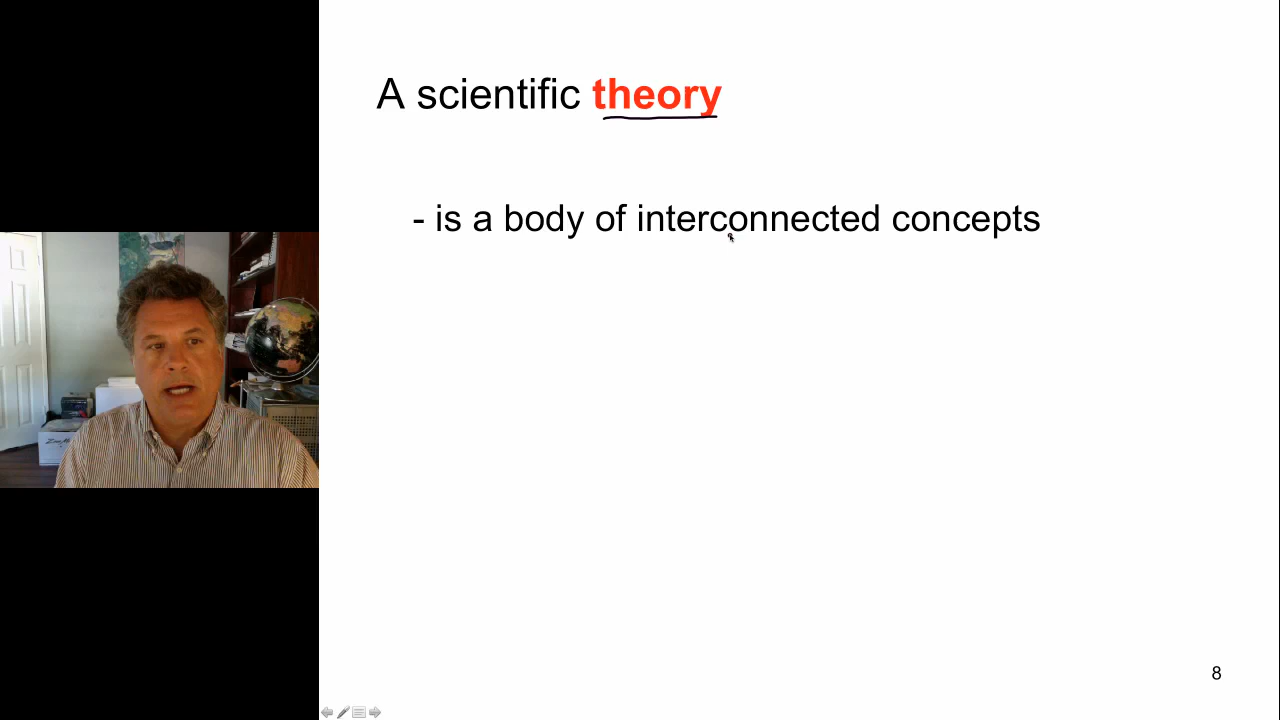 A scientific theory
- is a body of interconnected concepts
8